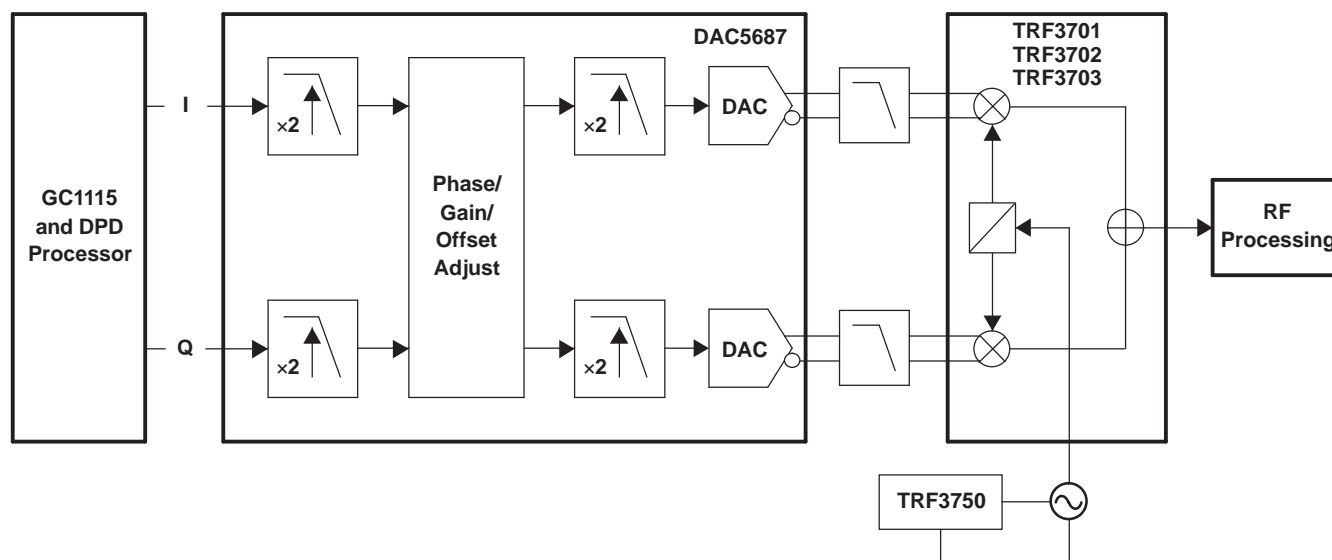 DAC5687
TRF3701
TRF3702
TRF3703
I
×2
×2
DAC
GC1115
and DPD
Processor
Phase/
Gain/
Offset
Adjust
RF
Processing
Q
×2
×2
DAC
TRF3750